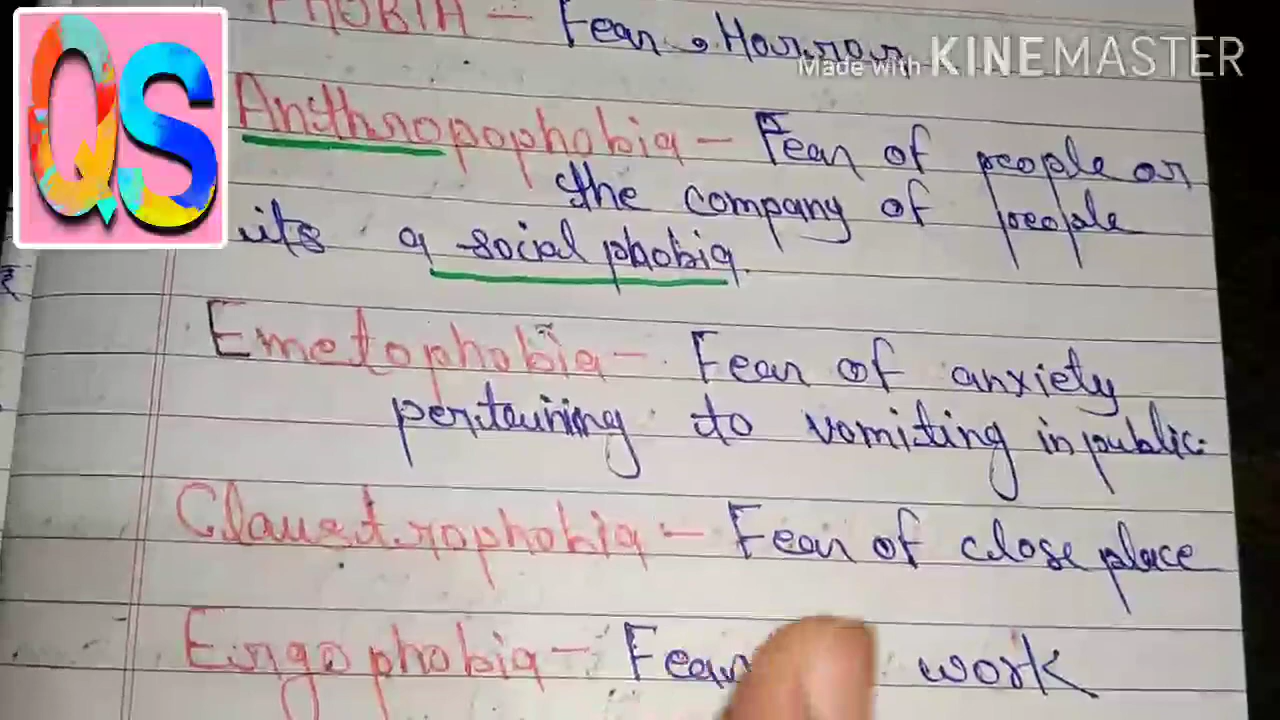 PHOBIA – Fear, Horror
Made with KINEMASTER
QS
Anthropophobia – Fear of people or
the company of people
its a social phobia.
Emetophobia – Fear of anxiety
pertaining to vomiting in public.
Claustrophobia – Fear of close place
Ergophobia – Fear work